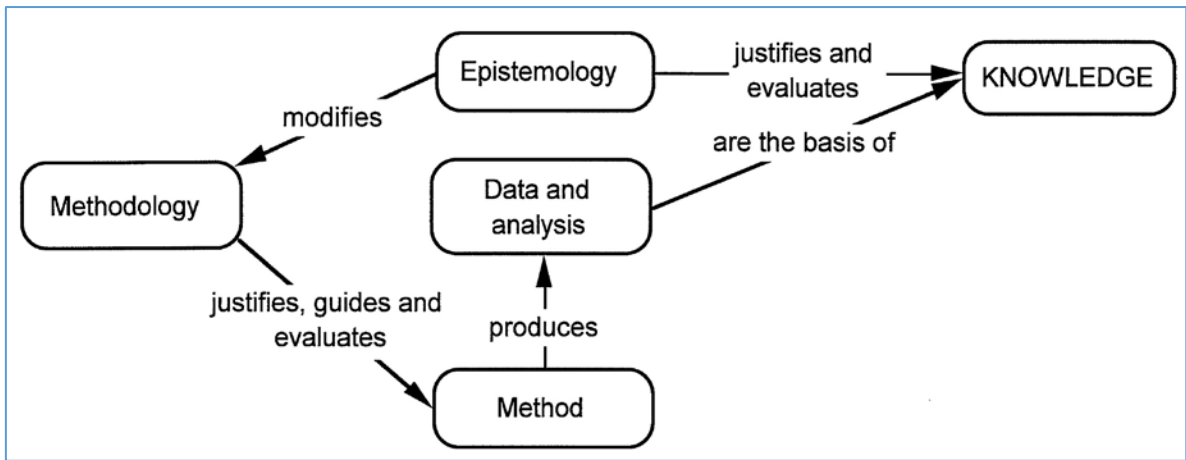 Epistemology
justifies and
evaluates
KNOWLEDGE
modifies
are the basis of
Methodology
Data and
analysis
justifies, guides and
evaluates
produces
Method